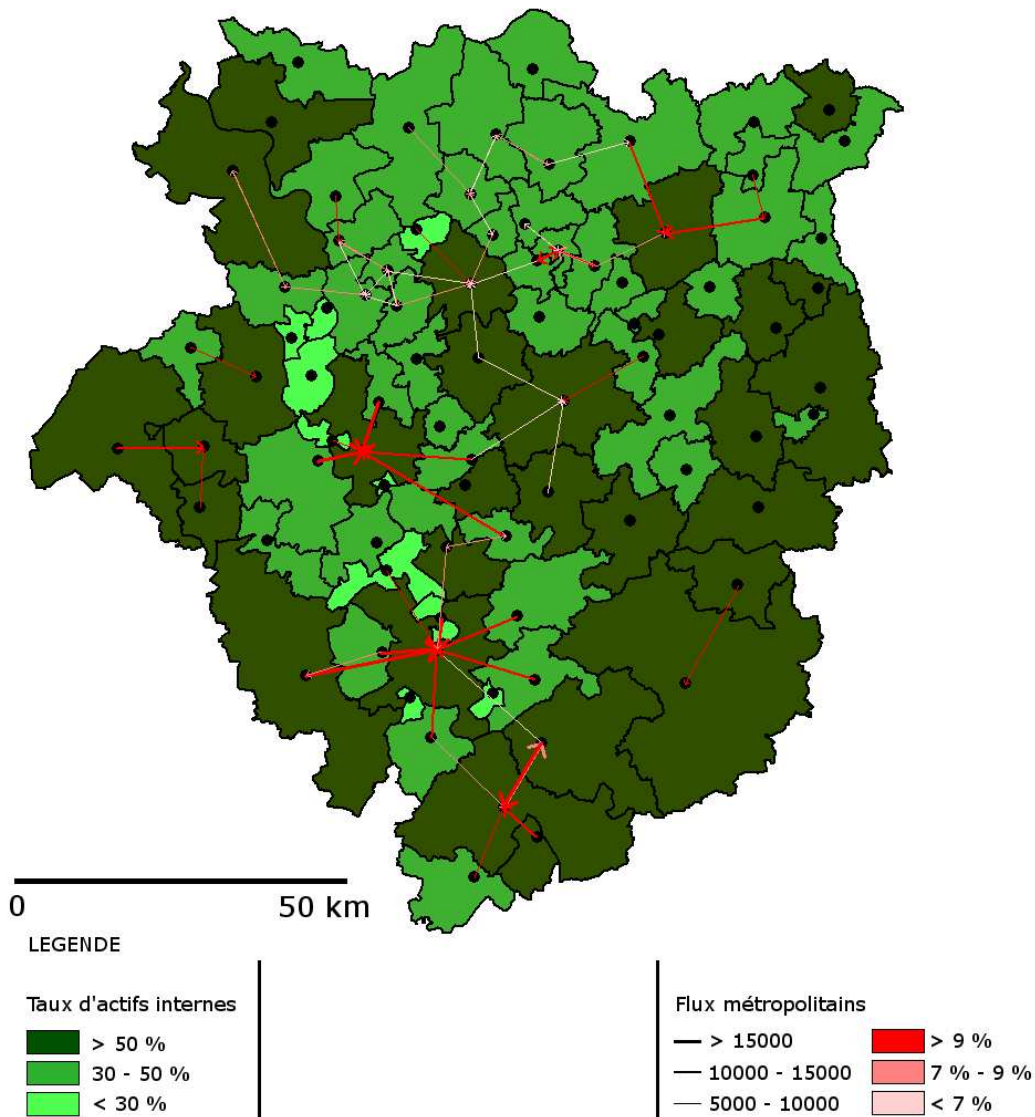 0 50 km
LEGENDE
Taux d'actifs internes
> 50 %
30 - 50 %
< 30 %
Flux métropolitains
> 15000
10000 - 15000
5000 - 10000
> 9 %
7 % - 9 %
< 7 %